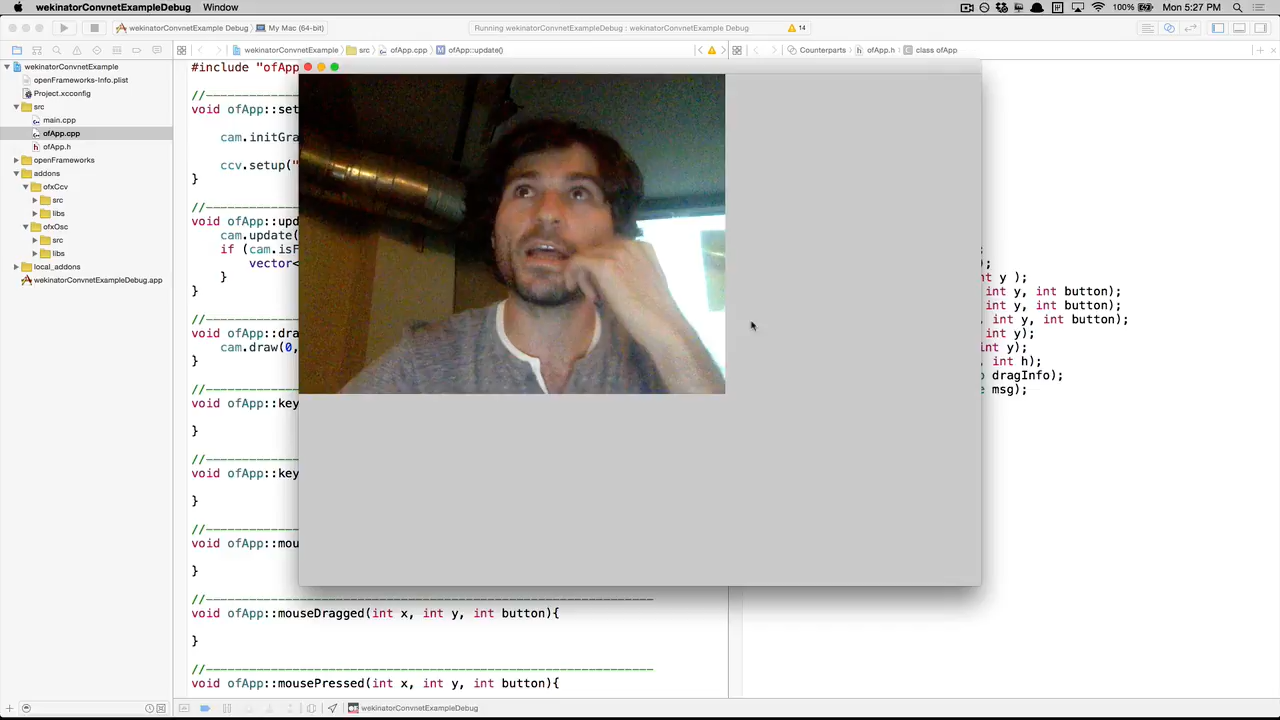 wekinatorConvnetExampleDebug Window
100% Mon 5:27 PM
wekinatorConvnetExample Debug My Mac (64-bit)
Running wekinatorConvnetExampleDebug : wekinatorConvnetExampleDebug
14
wekinatorConvnetExample src ofApp.cpp ofApp::update()
Counterparts ofApp.h class ofApp
wekinatorConvnetExample
openFrameworks-Info.plist
Project.xcconfig
src
main.cpp
ofApp.cpp
ofApp.h
openFrameworks
addons
ofxCcv
src
libs
ofxOsc
src
libs
local_addons
wekinatorConvnetExampleDebug.app
#include "ofApp
//--------------
void ofApp::set
cam.initGra
ccv.setup("
}
//--------------
void ofApp::upd
cam.update(
if (cam.isF
vector<
}
}
//--------------
void ofApp::dra
cam.draw(0,
}
//--------------
void ofApp::key
}
//--------------
void ofApp::key
}
//--------------
void ofApp::mou
}
//--------------------------------------------------------------
void ofApp::mouseDragged(int x, int y, int button){
}
//--------------------------------------------------------------
void ofApp::mousePressed(int x, int y, int button){
;
);
nt y );
int y, int button);
int y, int button);
, int y, int button);
int y);
int y);
, int h);
o dragInfo);
e msg);
wekinatorConvnetExampleDebug